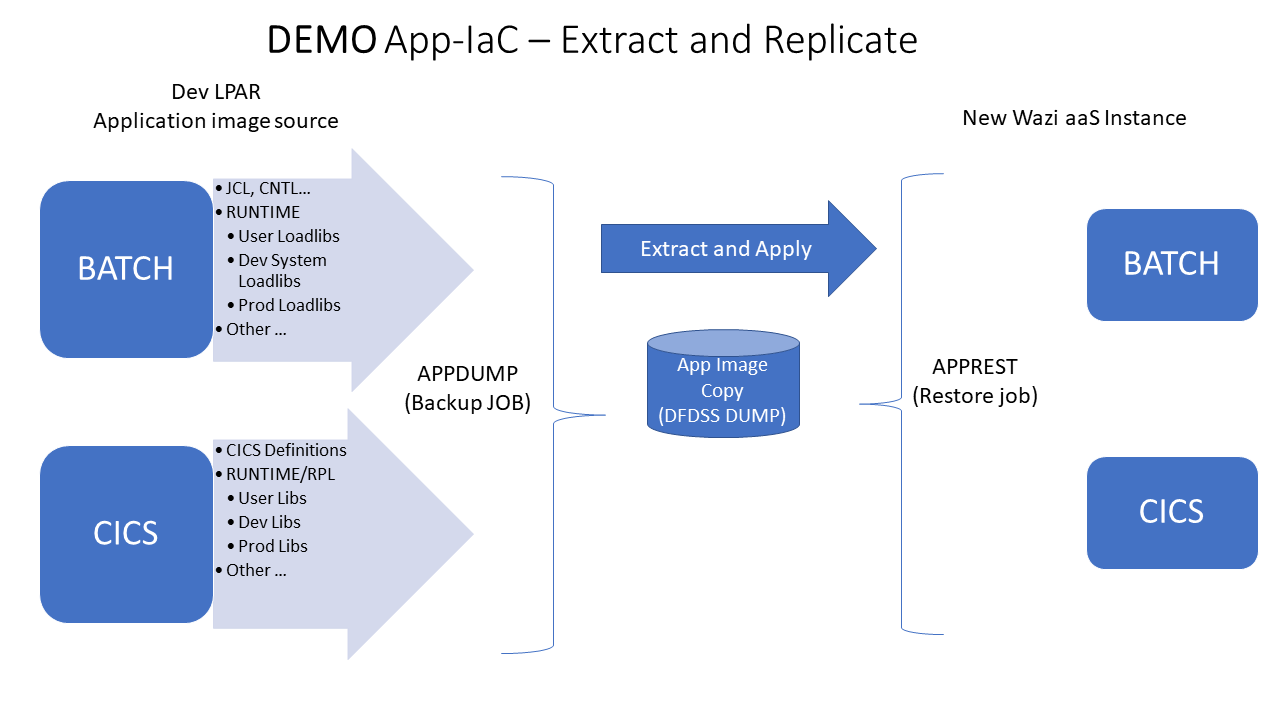 DEMO App-IaC – Extract and Replicate
Dev LPAR
Application image source
New Wazi aaS Instance
BATCH
• JCL, CNTL…
• RUNTIME
• User Loadlibs
• Dev System
Loadlibs
• Prod Loadlibs
• Other …
CICS
• CICS Definitions
• RUNTIME/RPL
• User Libs
• Dev Libs
• Prod Libs
• Other …
APPDUMP
(Backup JOB)
Extract and Apply
App Image
Copy
(DFDSS DUMP)
APPREST
(Restore job)
BATCH
CICS